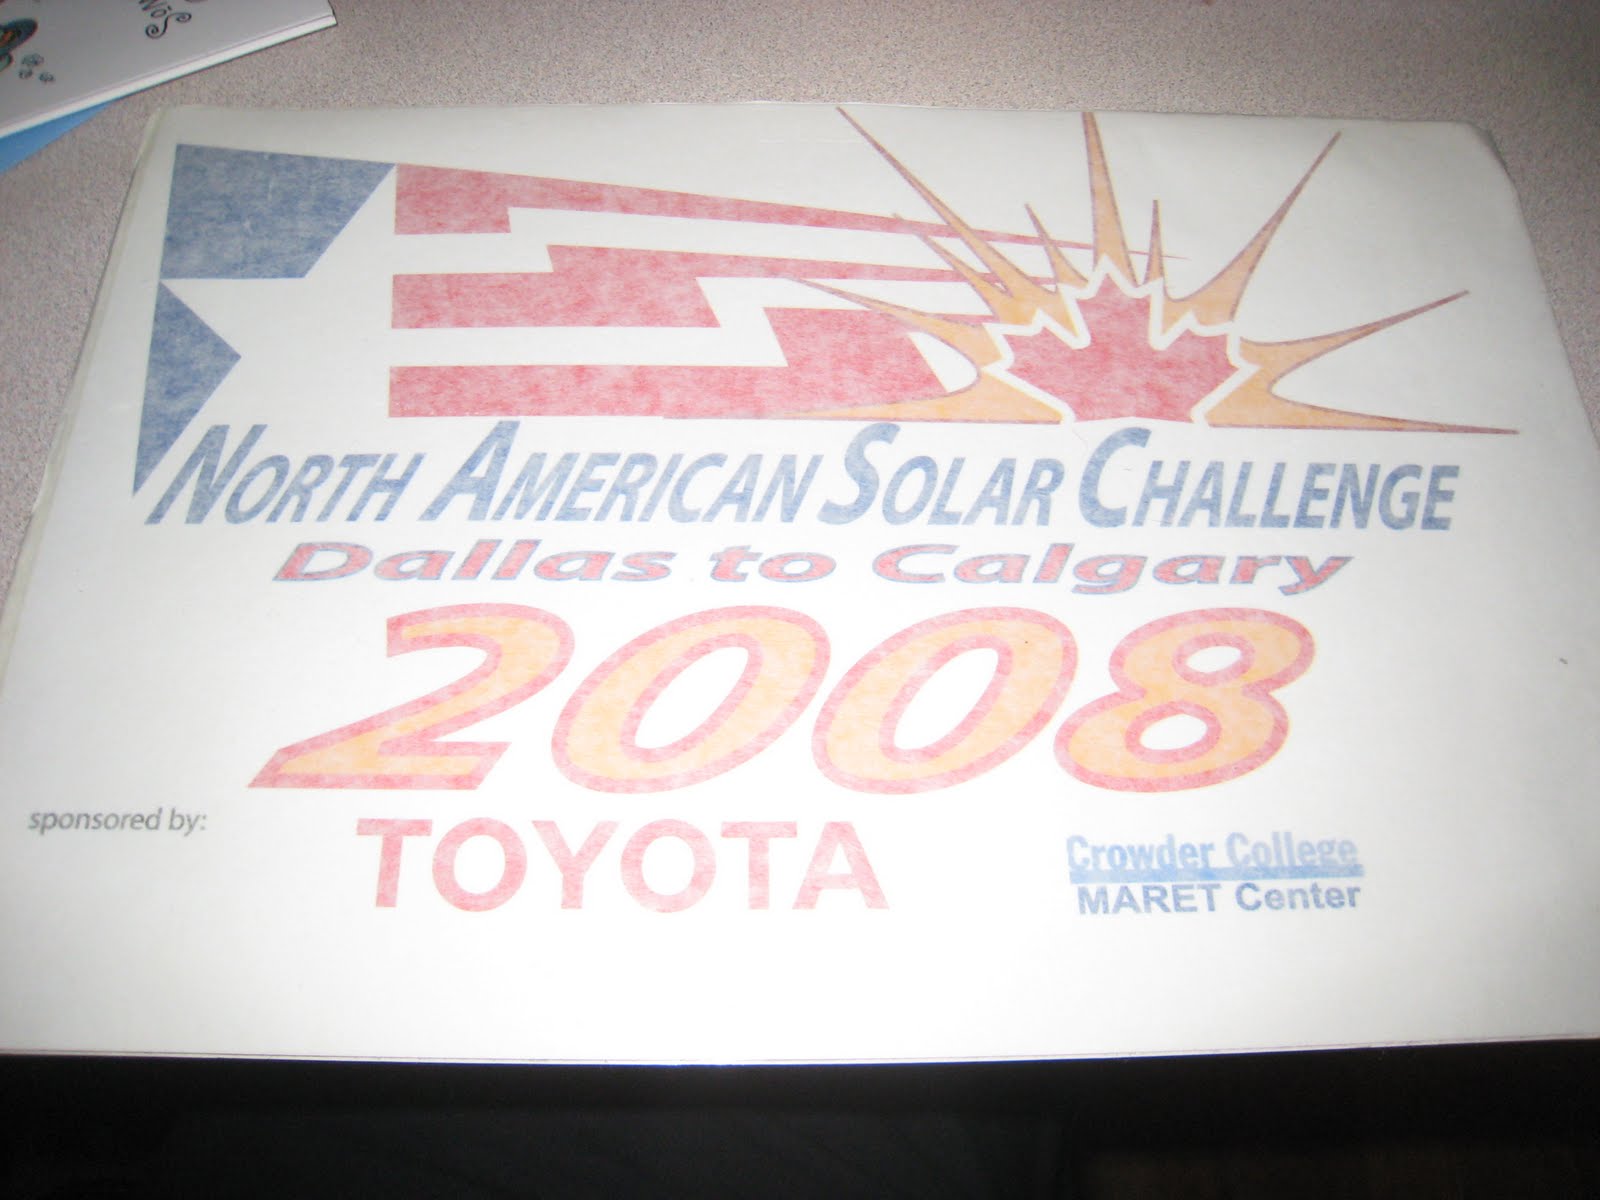 NORTH AMERICAN SOLAR CHALLENGE
Dallas to Calgary
2008
sponsored by:
TOYOTA
Crowder College
MARET Center